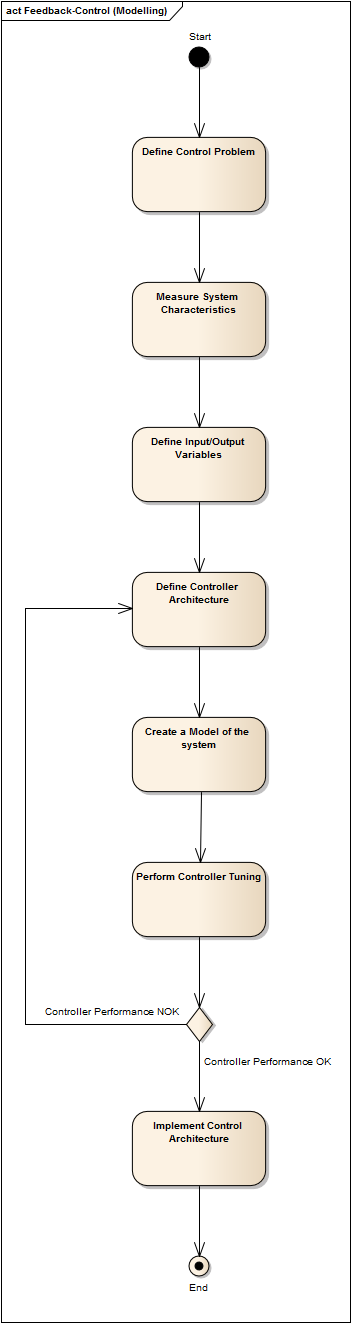 act Feedback-Control (Modelling)
Start
Define Control Problem
Measure System
Characteristics
Define Input/Output
Variables
Define Controller
Architecture
Create a Model of the
system
Perform Controller Tuning
Controller Performance NOK
Controller Performance OK
Implement Control
Architecture
End